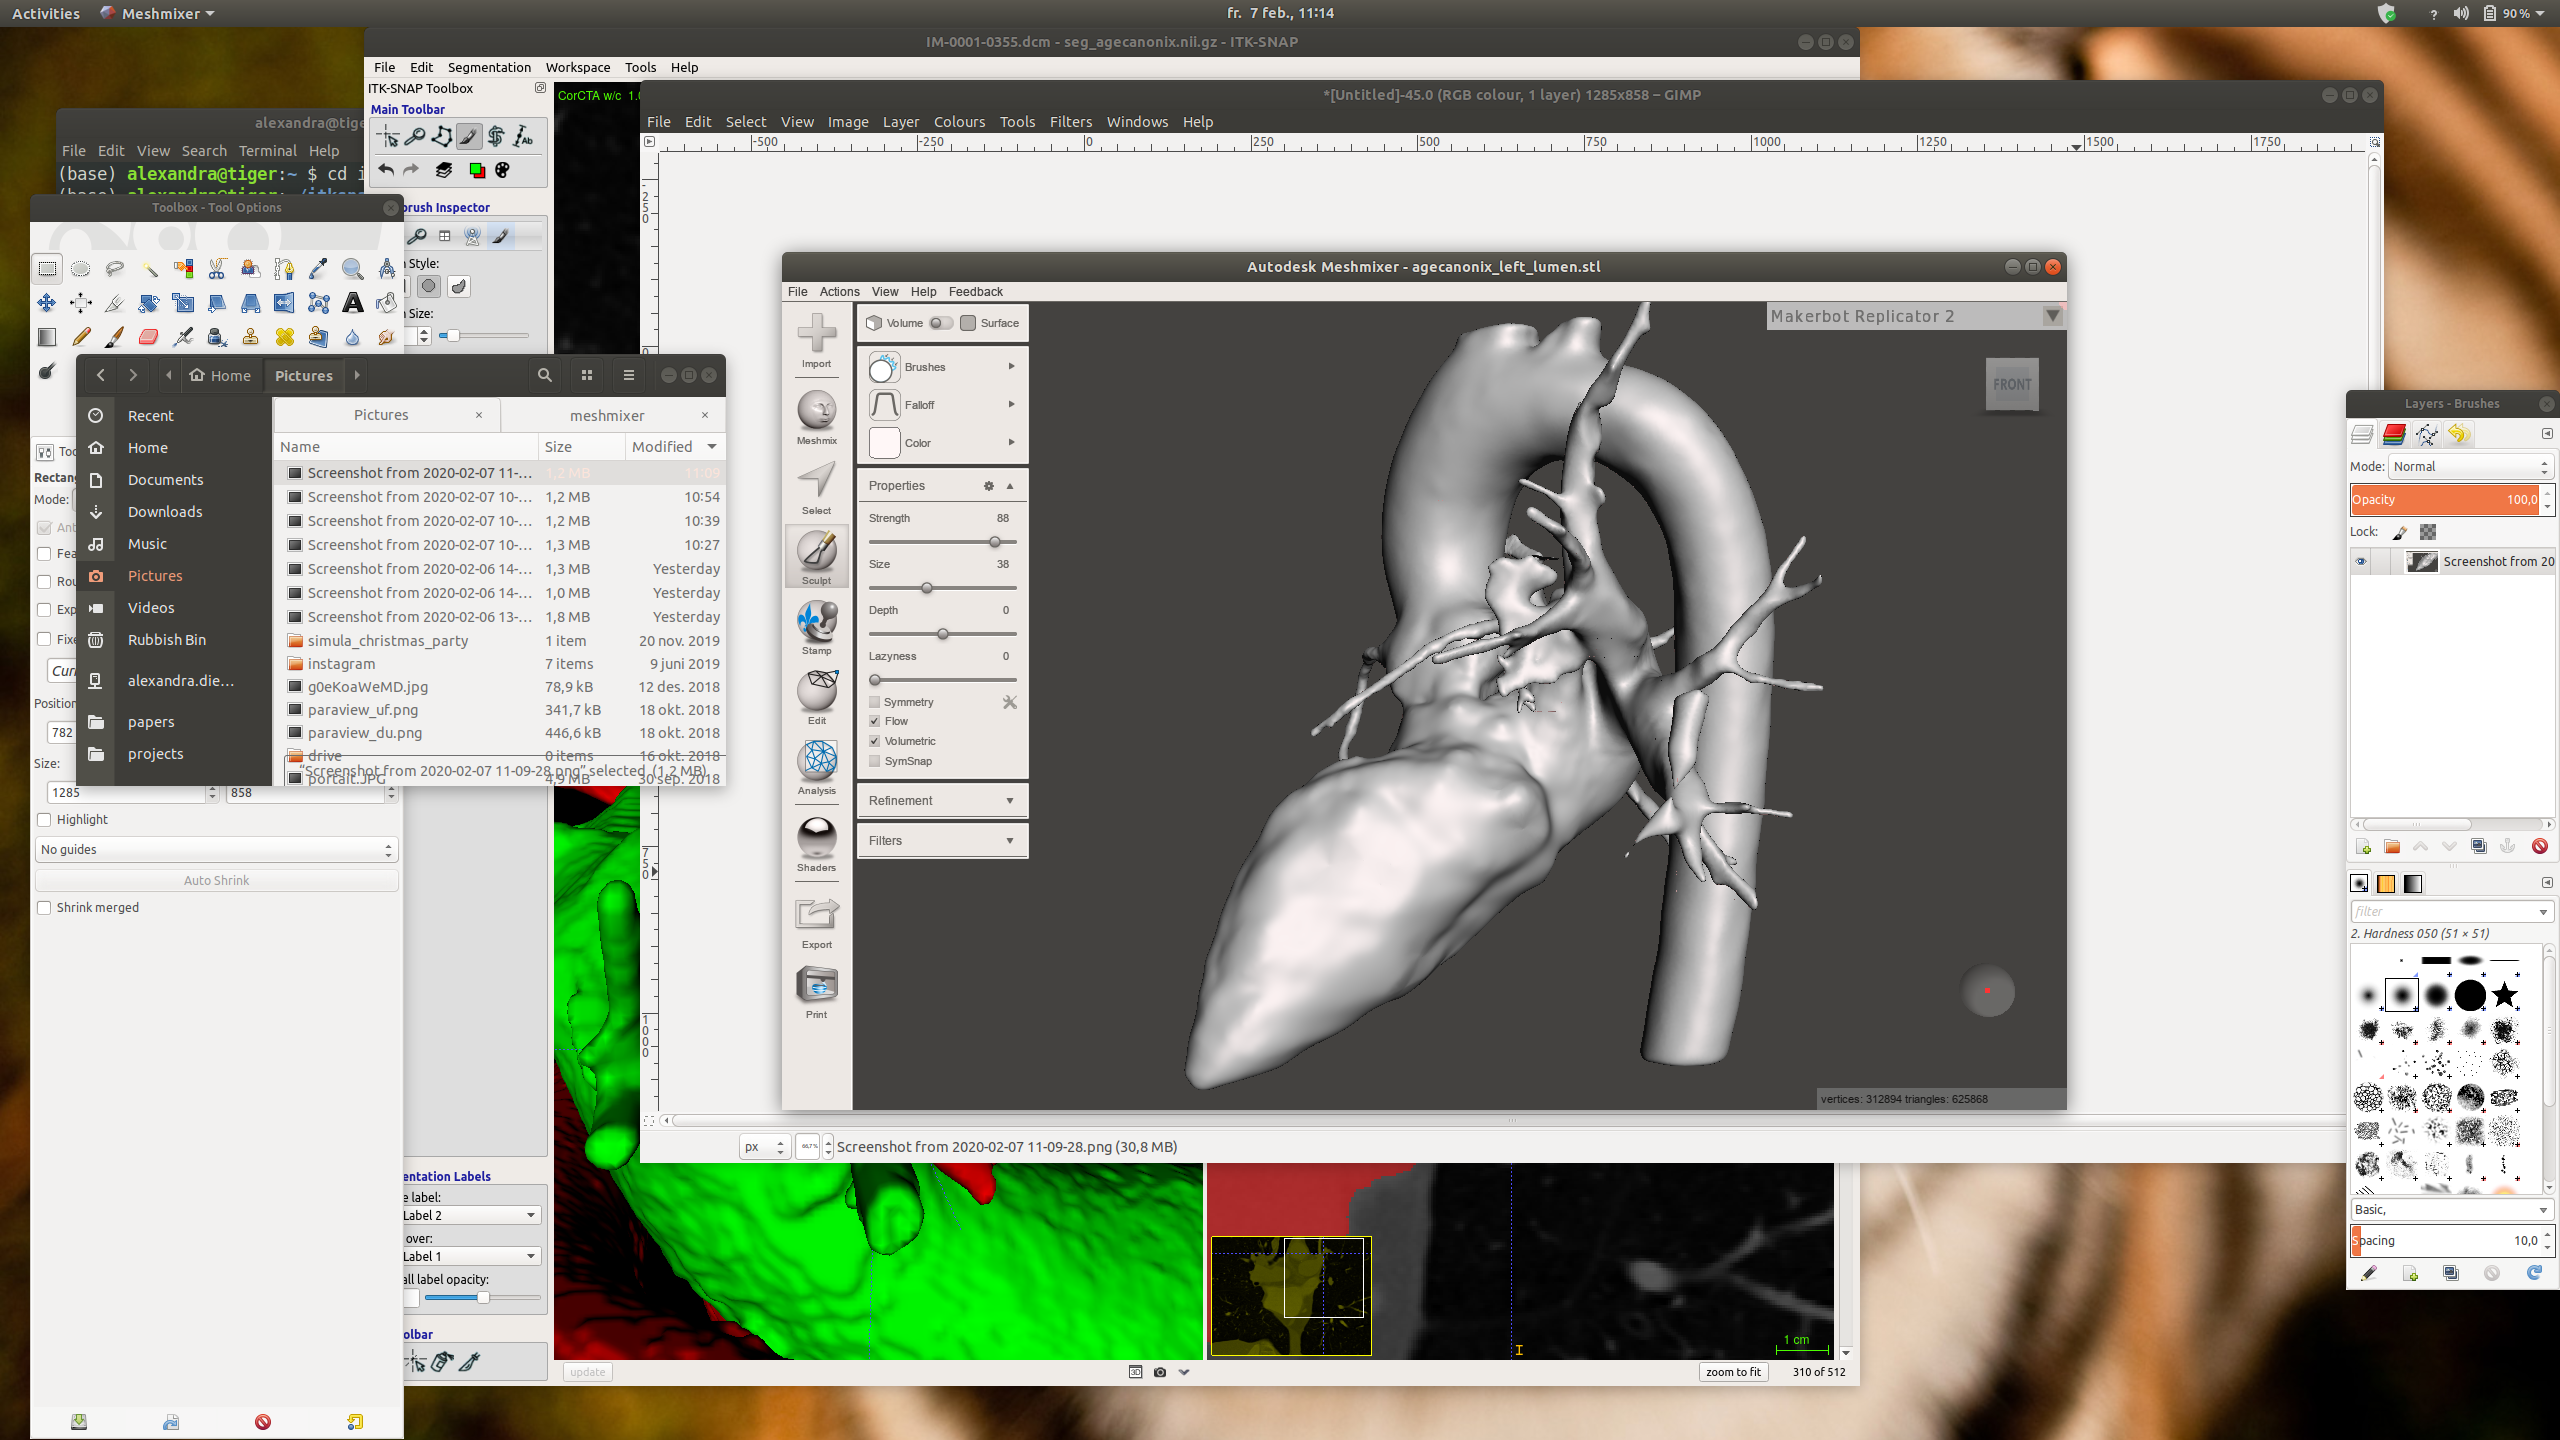 Activities
Meshmixer
fr. 7 feb., 11:14
?
90 %
IM-0001-0355.dcm - seg_agecanonix.nii.gz - ITK-SNAP
File Edit Segmentation Workspace Tools Help
ITK-SNAP Toolbox
Main Toolbar
CorCTA w/c 1.
*[Untitled]-45.0 (RGB colour, 1 layer) 1285x858 – GIMP
File Edit Select View Image Layer Colours Tools Filters Windows Help
-500 -250 0 250 500 750 1000 1250 1500 1750
alexandra@tige
File Edit View Search Terminal Help
(base) alexandra@tiger:~ $ cd i
Toolbox - Tool Options
brush Inspector
Style:
Size:
Home
Pictures
Recent
Home
Documents
Downloads
Music
Pictures
Videos
Rubbish Bin
alexandra.die...
papers
projects
Pictures
meshmixer
Name Size Modified
Screenshot from 2020-02-07 11-... 1,2 MB 11:09
Screenshot from 2020-02-07 10-... 1,2 MB 10:54
Screenshot from 2020-02-07 10-... 1,2 MB 10:39
Screenshot from 2020-02-07 10-... 1,3 MB 10:27
Screenshot from 2020-02-06 14-... 1,3 MB Yesterday
Screenshot from 2020-02-06 14-... 1,0 MB Yesterday
Screenshot from 2020-02-06 13-... 1,8 MB Yesterday
simula_christmas_party 1 item 20 nov. 2019
instagram 7 items 9 juni 2019
g0eKoaWeMD.jpg 78,9 kB 12 des. 2018
paraview_uf.png 341,7 kB 18 okt. 2018
paraview_du.png 446,6 kB 18 okt. 2018
drive 0 items 16 okt. 2018
"Screenshot from 2020-02-07 11-09-28.png" selected (1,2 MB)
portait.JPG 4,9 MB 30 sep. 2018
Too
Rectang
Mode:
Ant
Fea
Rou
Exp
Fixe
Curr
Position
782
Size:
1285 858
Highlight
No guides
Auto Shrink
Shrink merged
Autodesk Meshmixer - agecanonix_left_lumen.stl
File Actions View Help Feedback
Import
Meshmix
Select
Sculpt
Stamp
Edit
Analysis
Shaders
Export
Print
Volume Surface
Brushes
Falloff
Color
Properties
Strength 88
Size 38
Depth 0
Lazyness 0
Symmetry
Flow
Volumetric
SymSnap
Refinement
Filters
Makerbot Replicator 2
FRONT
vertices: 312894 triangles: 625868
px
66,7 %
Screenshot from 2020-02-07 11-09-28.png (30,8 MB)
entation Labels
e label:
Label 2
over:
Label 1
all label opacity:
olbar
update
3D
I
1 cm
zoom to fit
310 of 512
Layers - Brushes
Mode: Normal
Opacity 100,0
Lock:
Screenshot from 20
filter
2. Hardness 050 (51 × 51)
Basic,
Spacing 10,0